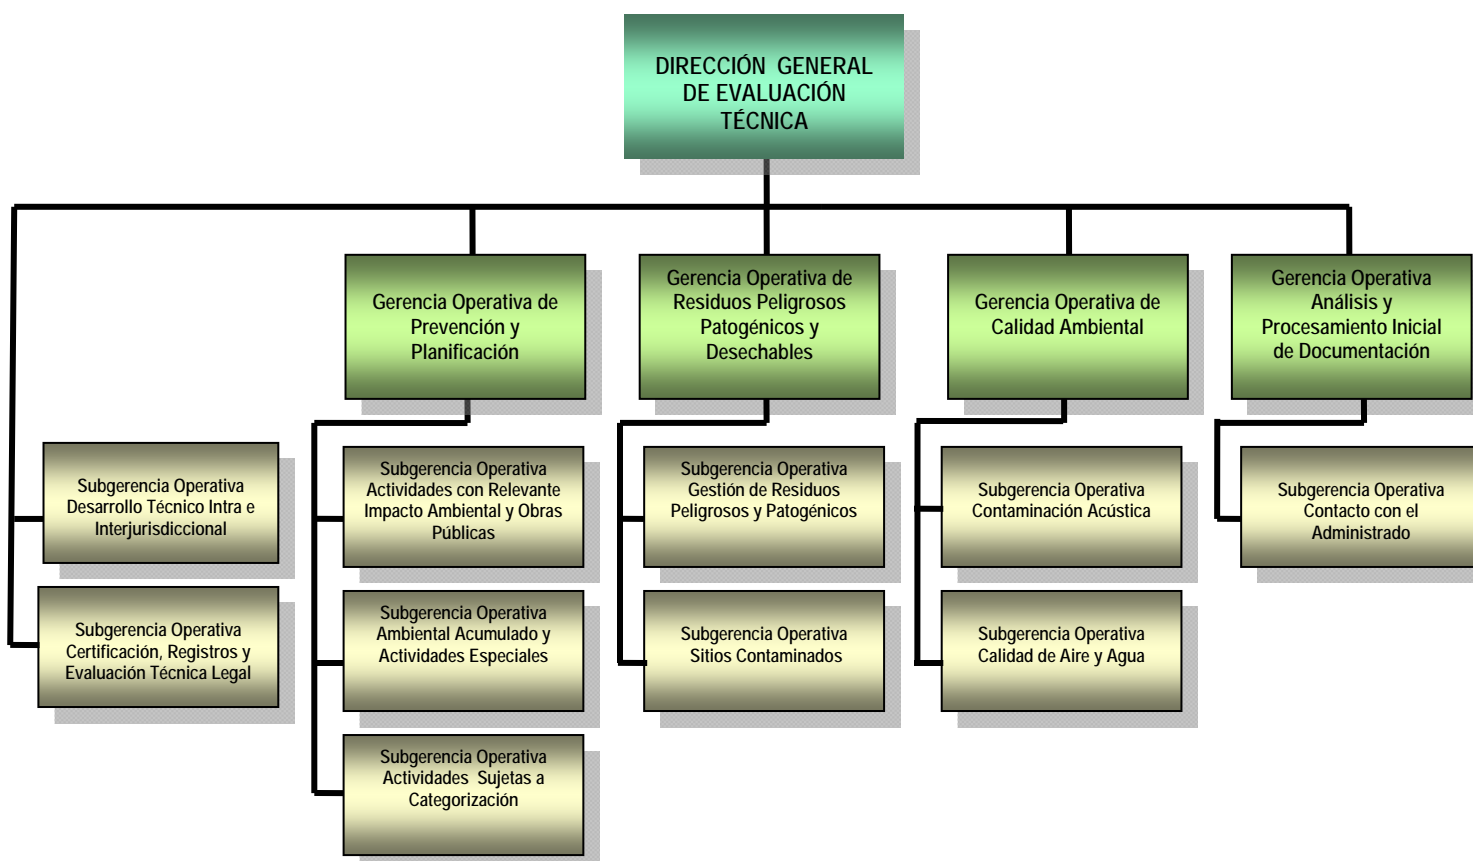 DIRECCIÓN GENERAL
DE EVALUACIÓN
TÉCNICA
Gerencia Operativa de
Prevención y
Planificación
Gerencia Operativa de
Residuos Peligrosos
Patogénicos y
Desechables
Gerencia Operativa de
Calidad Ambiental
Gerencia Operativa
Análisis y
Procesamiento Inicial
de Documentación
Subgerencia Operativa
Desarrollo Técnico Intra e
Interjurisdiccional
Subgerencia Operativa
Certificación, Registros y
Evaluación Técnica Legal
Subgerencia Operativa
Actividades con Relevante
Impacto Ambiental y Obras
Públicas
Subgerencia Operativa
Ambiental Acumulado y
Actividades Especiales
Subgerencia Operativa
Actividades Sujetas a
Categorización
Subgerencia Operativa
Gestión de Residuos
Peligrosos y Patogénicos
Subgerencia Operativa
Sitios Contaminados
Subgerencia Operativa
Contaminación Acústica
Subgerencia Operativa
Calidad de Aire y Agua
Subgerencia Operativa
Contacto con el
Administrado